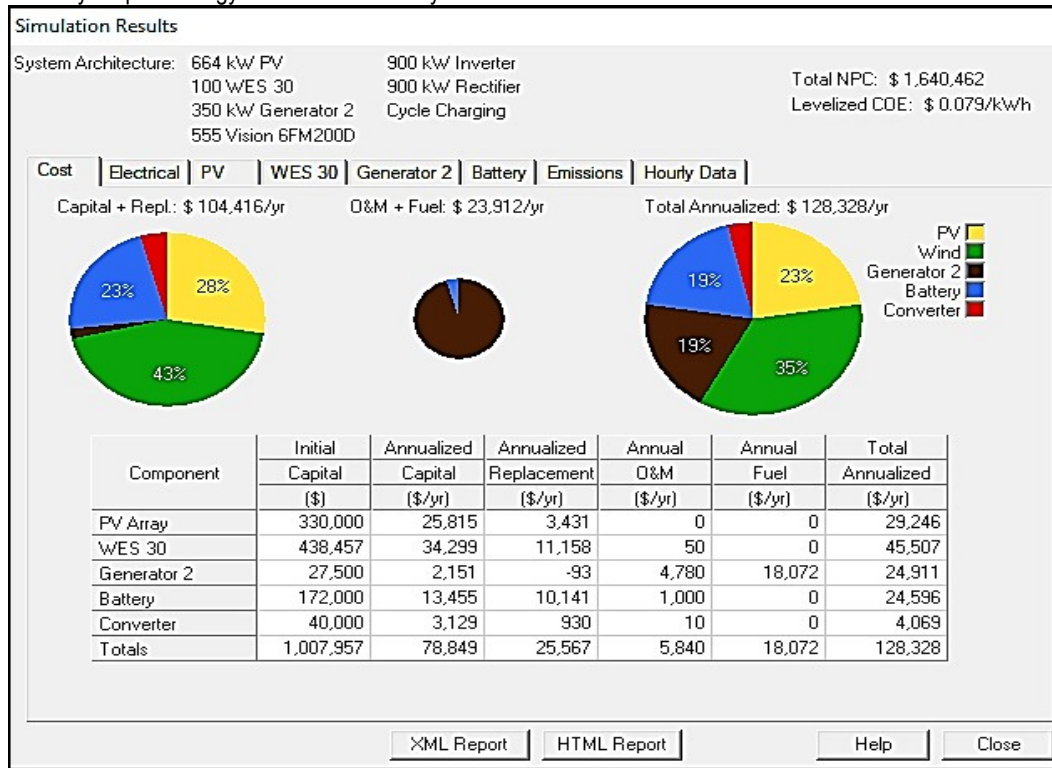 Simulation Results
System Architecture: 664 kW PV 900 kW Inverter
100 WES 30 900 kW Rectifier
350 kW Generator 2 Cycle Charging
555 Vision 6FM200D
Total NPC: $ 1,640,462
Levelized COE: $ 0.079/kWh
Cost Electrical PV WES 30 Generator 2 Battery Emissions Hourly Data
Capital + Repl.: $ 104,416/yr O&M + Fuel: $ 23,912/yr Total Annualized: $ 128,328/yr
23% 28% 43%
19% 23% 19% 35%
PV
Wind
Generator 2
Battery
Converter
Component Initial Annualized Annualized Annual Annual Total
Capital Capital Replacement O&M Fuel Annualized
($) ($/yr) ($/yr) ($/yr) ($/yr) ($/yr)
PV Array 330,000 25,815 3,431 0 0 29,246
WES 30 438,457 34,299 11,158 50 0 45,507
Generator 2 27,500 2,151 -93 4,780 18,072 24,911
Battery 172,000 13,455 10,141 1,000 0 24,596
Converter 40,000 3,129 930 10 0 4,069
Totals 1,007,957 78,849 25,567 5,840 18,072 128,328
XML Report HTML Report Help Close